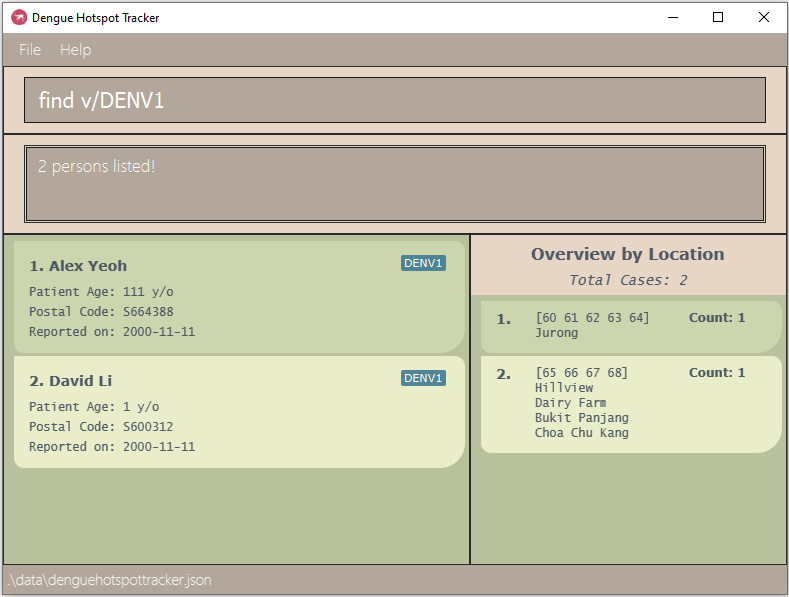 Dengue Hotspot Tracker
File Help
find v/DENV1
2 persons listed!
1. Alex Yeoh DENV1
Patient Age: 111 y/o
Postal Code: S664388
Reported on: 2000-11-11
2. David Li DENV1
Patient Age: 1 y/o
Postal Code: S600312
Reported on: 2000-11-11
Overview by Location
Total Cases: 2
1. [60 61 62 63 64] Count: 1
Jurong
2. [65 66 67 68] Count: 1
Hillview
Dairy Farm
Bukit Panjang
Choa Chu Kang
.\data\denguehotspottracker.json